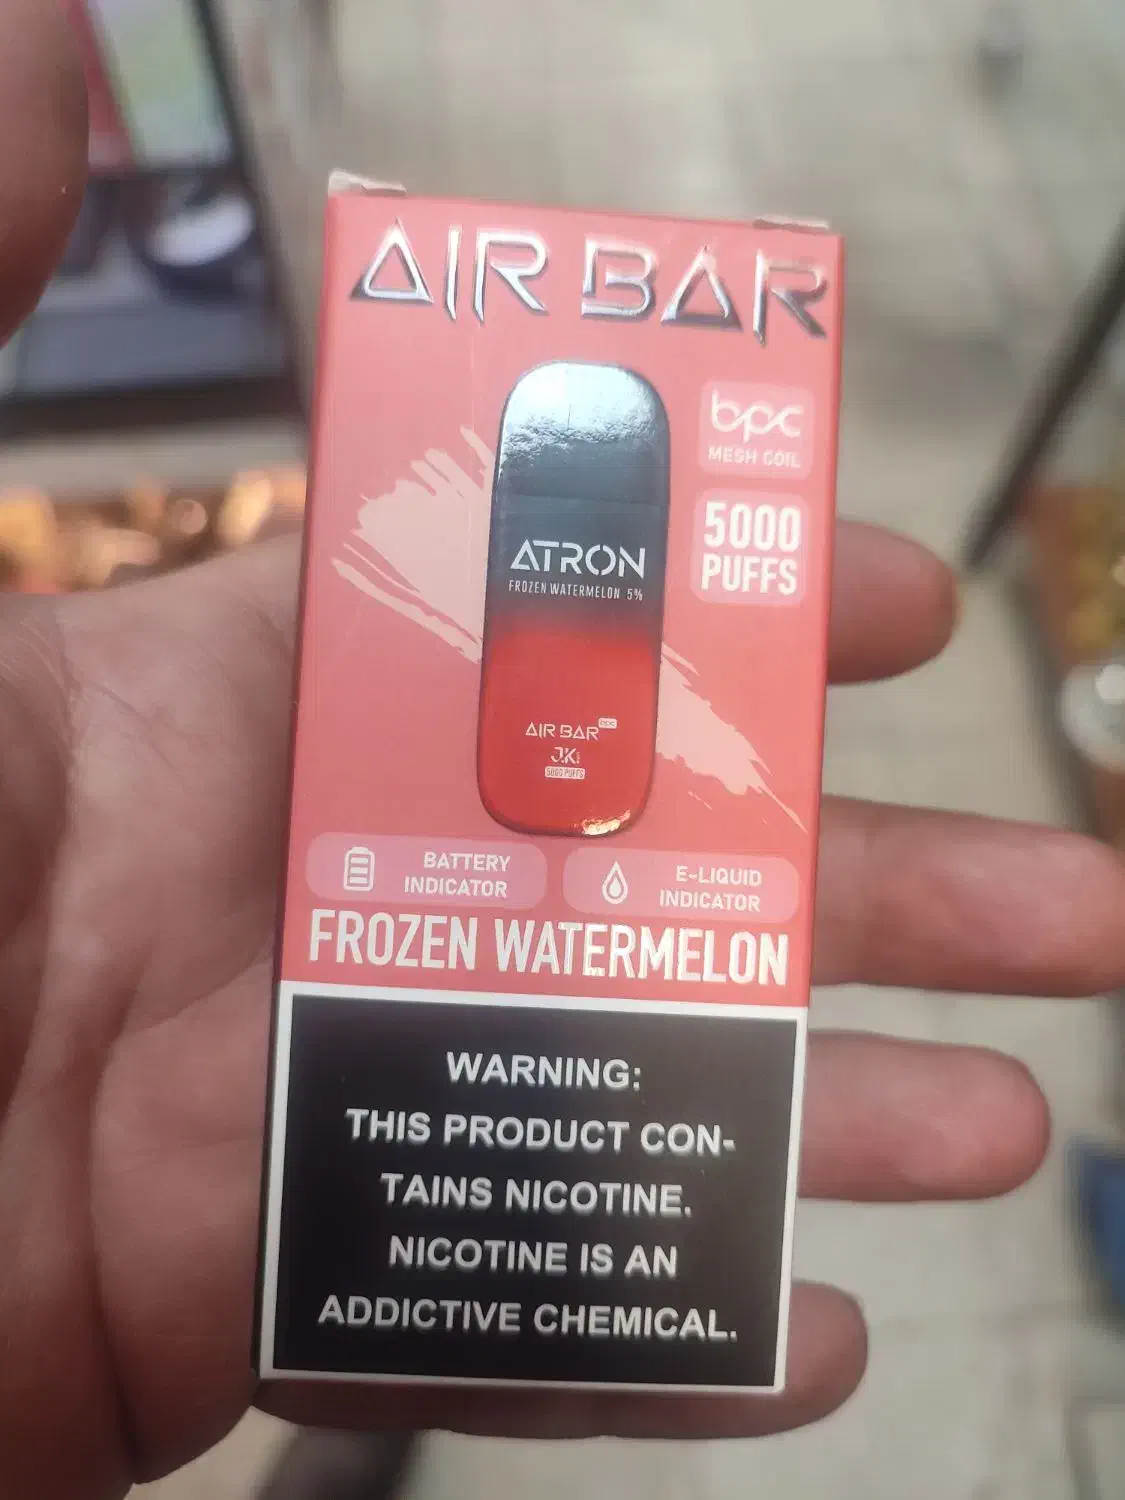 AIR BAR
bpc
MESH COIL
5000
PUFFS
ATRON
FROZEN WATERMELON 5%
AIR BAR bpc
5000 PUFFS
BATTERY
INDICATOR
E-LIQUID
INDICATOR
FROZEN WATERMELON
WARNING:
THIS PRODUCT CON-
TAINS NICOTINE.
NICOTINE IS AN
ADDICTIVE CHEMICAL.